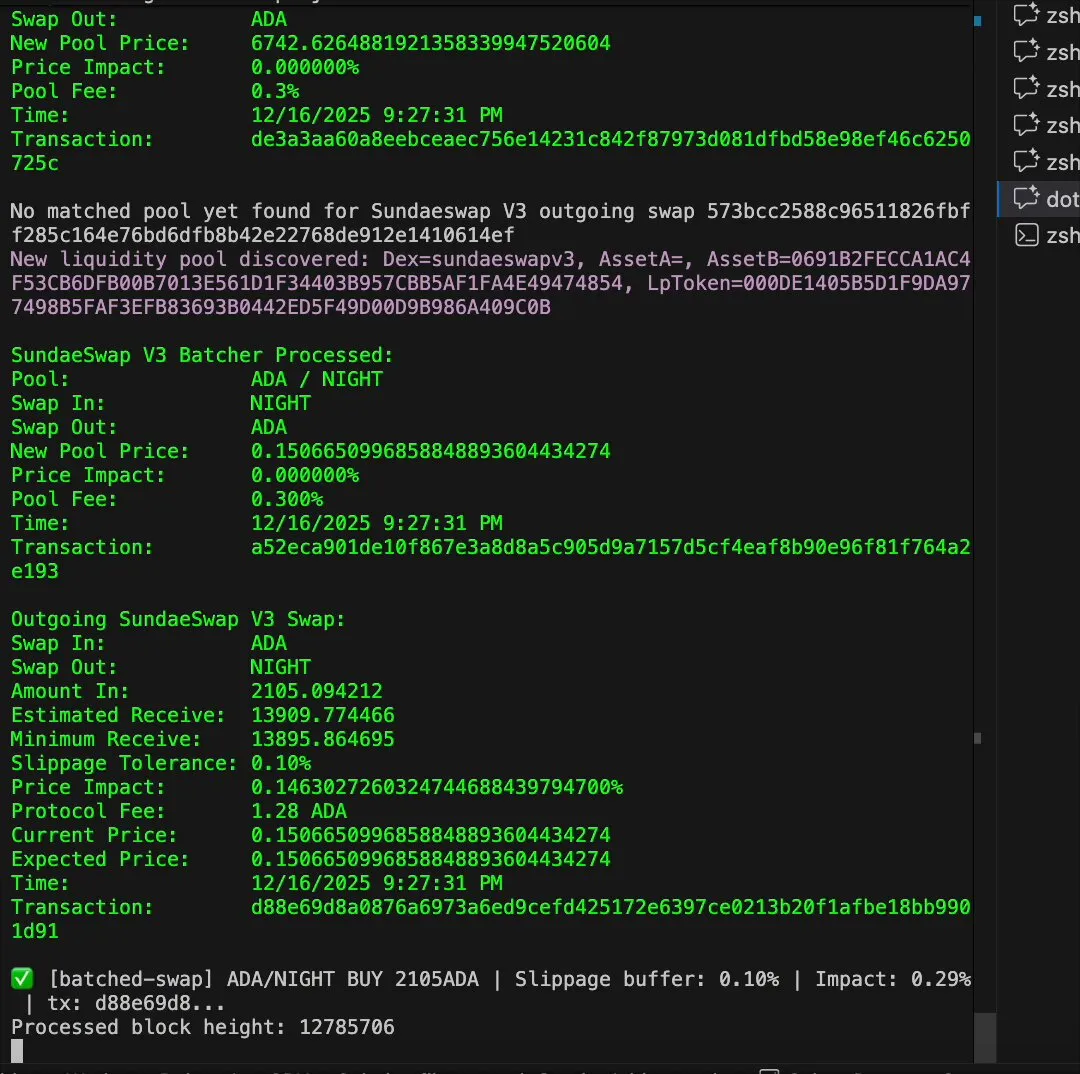 Swap Out: ADA
New Pool Price: 6742.6264881921358339947520604
Price Impact: 0.000000%
Pool Fee: 0.3%
Time: 12/16/2025 9:27:31 PM
Transaction: de3a3aa60a8eebceaec756e14231c842f87973d081dfbd58e98ef46c6250
725c
No matched pool yet found for Sundaeswap V3 outgoing swap 573bcc2588c96511826fbf
f285c164e76bd6dfb8b42e22768de912e1410614ef
New liquidity pool discovered: Dex=sundaeswapv3, AssetA=, AssetB=0691B2FECCA1AC4
F53CB6DFB00B7013E561D1F34403B957CBB5AF1FA4E49474854, LpToken=000DE1405B5D1F9DA97
7498B5FAF3EFB83693B0442ED5F49D00D9B986A409C0B
SundaeSwap V3 Batcher Processed:
Pool: ADA / NIGHT
Swap In: NIGHT
Swap Out: ADA
New Pool Price: 0.1506650996858848893604434274
Price Impact: 0.000000%
Pool Fee: 0.300%
Time: 12/16/2025 9:27:31 PM
Transaction: a52eca901de10f867e3a8d8a5c905d9a7157d5cf4eaf8b90e96f81f764a2
e193
Outgoing SundaeSwap V3 Swap:
Swap In: ADA
Swap Out: NIGHT
Amount In: 2105.094212
Estimated Receive: 13909.774466
Minimum Receive: 13895.864695
Slippage Tolerance: 0.10%
Price Impact: 0.1463027260324744688439794700%
Protocol Fee: 1.28 ADA
Current Price: 0.1506650996858848893604434274
Expected Price: 0.1506650996858848893604434274
Time: 12/16/2025 9:27:31 PM
Transaction: d88e69d8a0876a6973a6ed9cefd425172e6397ce0213b20f1afbe18bb990
1d91
✅ [batched-swap] ADA/NIGHT BUY 2105ADA | Slippage buffer: 0.10% | Impact: 0.29%
| tx: d88e69d8...
Processed block height: 12785706
zsh
zsh
zsh
zsh
zsh
dot
zsh